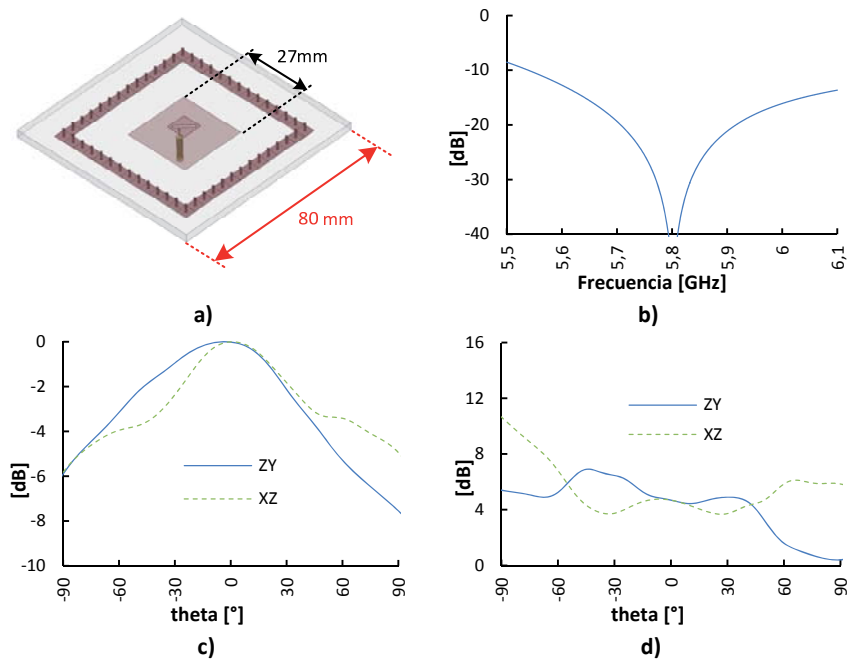 27mm
80 mm
a)
0
-10
-20
-30
-40
[dB]
5,5
5,6
5,7
5,8
5,9
6
6,1
Frecuencia [GHz]
b)
0
-2
-4
-6
-8
-10
[dB]
ZY
XZ
-90
-60
-30
0
30
60
90
theta [°]
c)
16
12
8
4
0
[dB]
ZY
XZ
-90
-60
-30
0
30
60
90
theta [°]
d)